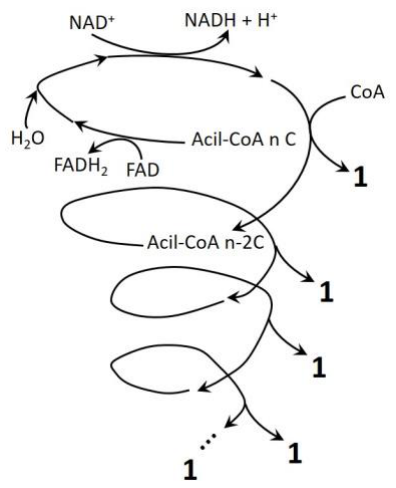 NAD⁺
NADH + H⁺
CoA
H₂O
Acil-CoA n C
FADH₂
FAD
1
Acil-CoA n-2C
1
1
1
...
1